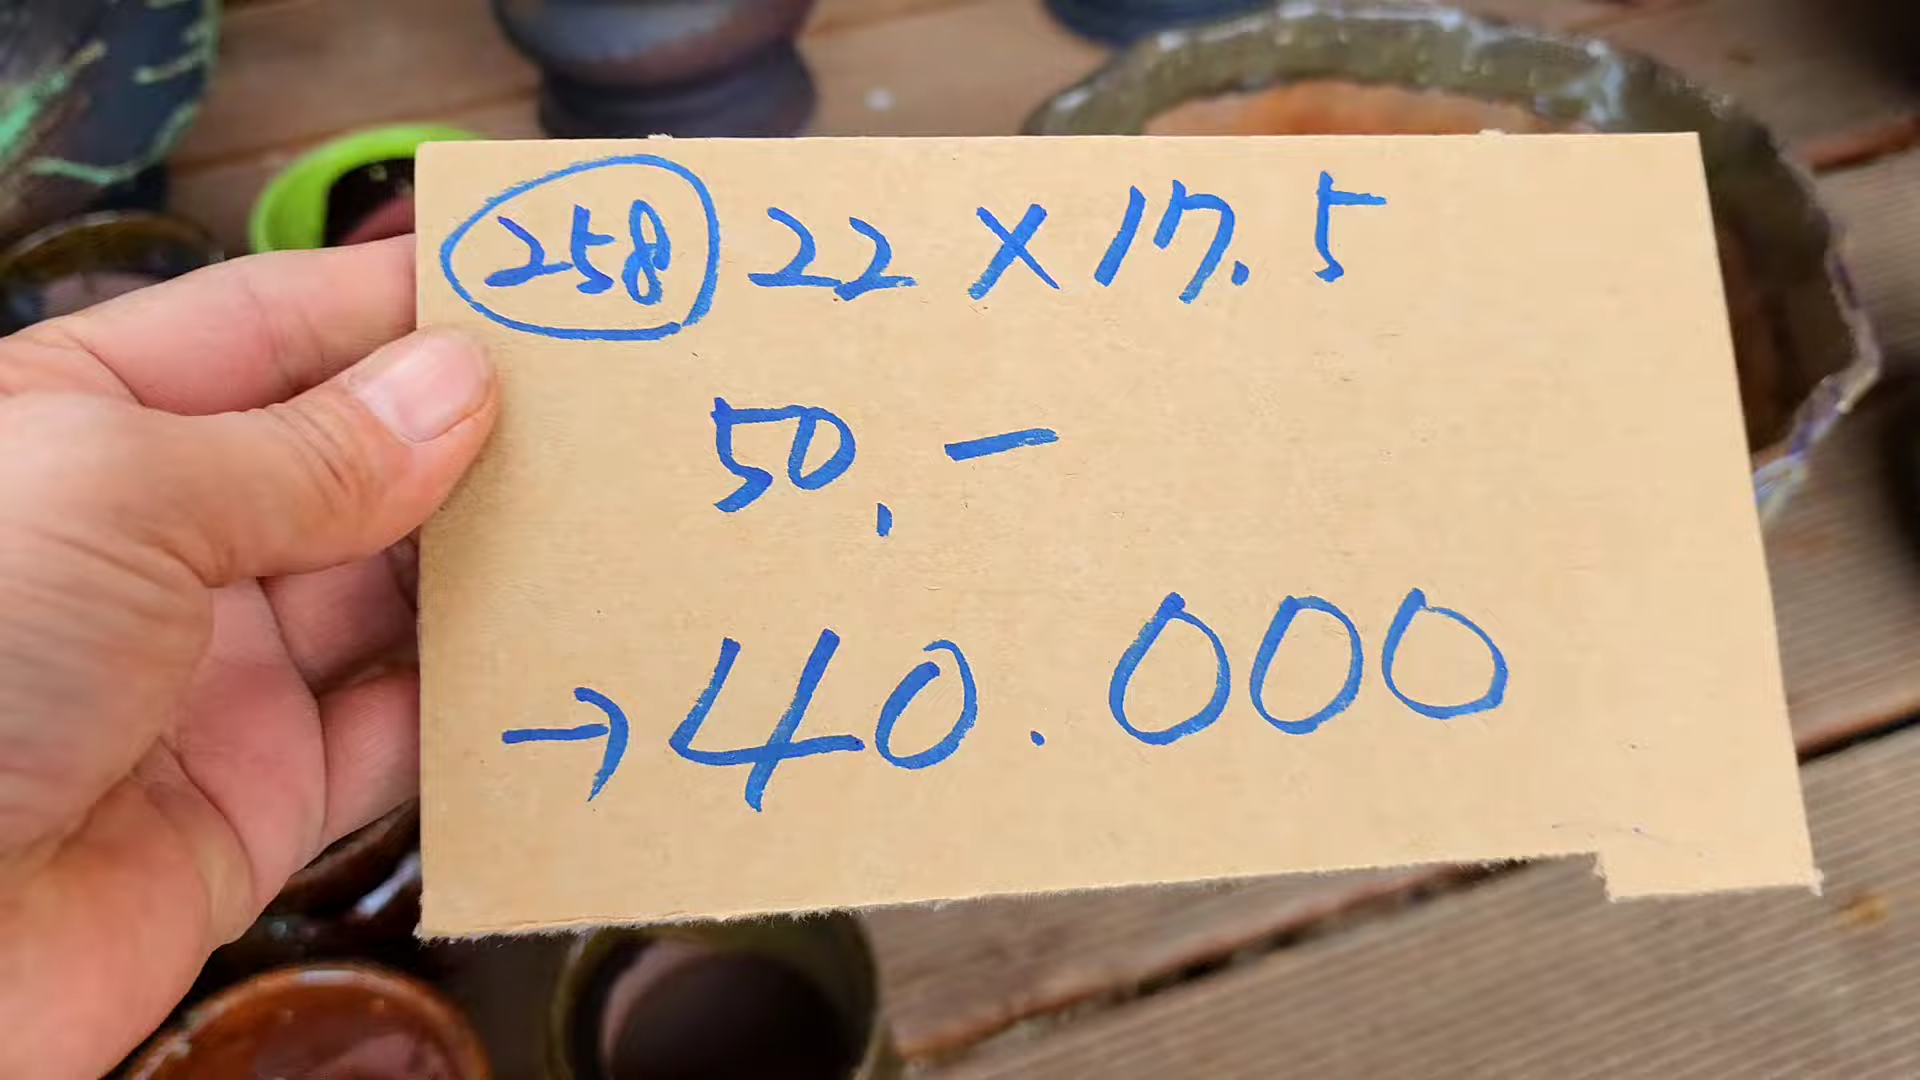 258 22 × 17.5
50,-
→ 40.000